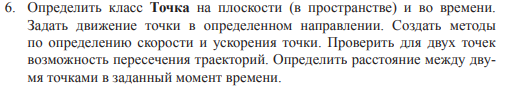 6. Определить класс Точка на плоскости (в пространстве) и во времени.
Задать движение точки в определенном направлении. Создать методы
по определению скорости и ускорения точки. Проверить для двух точек
возможность пересечения траекторий. Определить расстояние между дву-
мя точками в заданный момент времени.